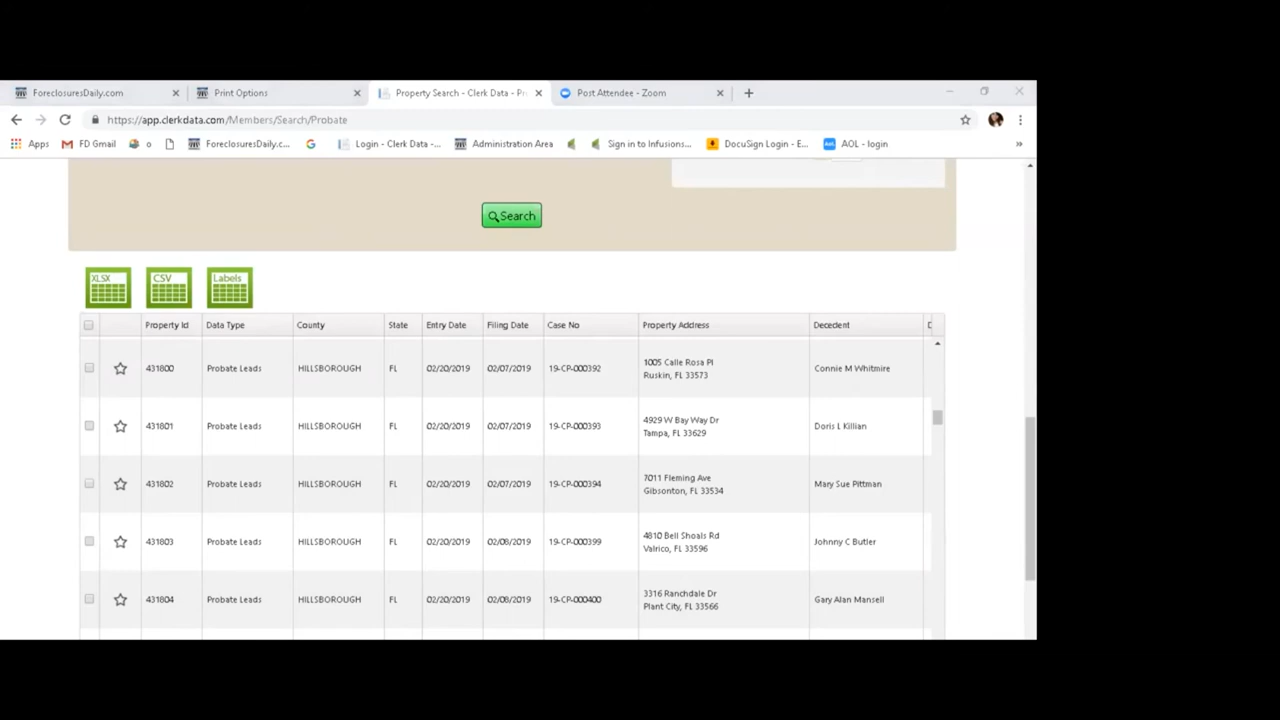 ForeclosuresDaily.com
Print Options
Property Search - Clerk Data - Pr
Post Attendee - Zoom
https://app.clerkdata.com/Members/Search/Probate
Apps
FD Gmail
o
ForeclosuresDaily.c...
Login - Clerk Data -...
Administration Area
Sign in to Infusions...
DocuSign Login - E...
AOL - login
»
Search
XLSX
CSV
Labels
Property Id Data Type County State Entry Date Filing Date Case No Property Address Decedent
431800 Probate Leads HILLSBOROUGH FL 02/20/2019 02/07/2019 19-CP-000392 1005 Calle Rosa Pl Connie M Whitmire
Ruskin, FL 33573
431801 Probate Leads HILLSBOROUGH FL 02/20/2019 02/07/2019 19-CP-000393 4929 W Bay Way Dr Doris L Killian
Tampa, FL 33629
431802 Probate Leads HILLSBOROUGH FL 02/20/2019 02/07/2019 19-CP-000394 7011 Fleming Ave Mary Sue Pittman
Gibsonton, FL 33534
431803 Probate Leads HILLSBOROUGH FL 02/20/2019 02/08/2019 19-CP-000399 4810 Bell Shoals Rd Johnny C Butler
Valrico, FL 33596
431804 Probate Leads HILLSBOROUGH FL 02/20/2019 02/08/2019 19-CP-000400 3316 Ranchdale Dr Gary Alan Mansell
Plant City, FL 33566